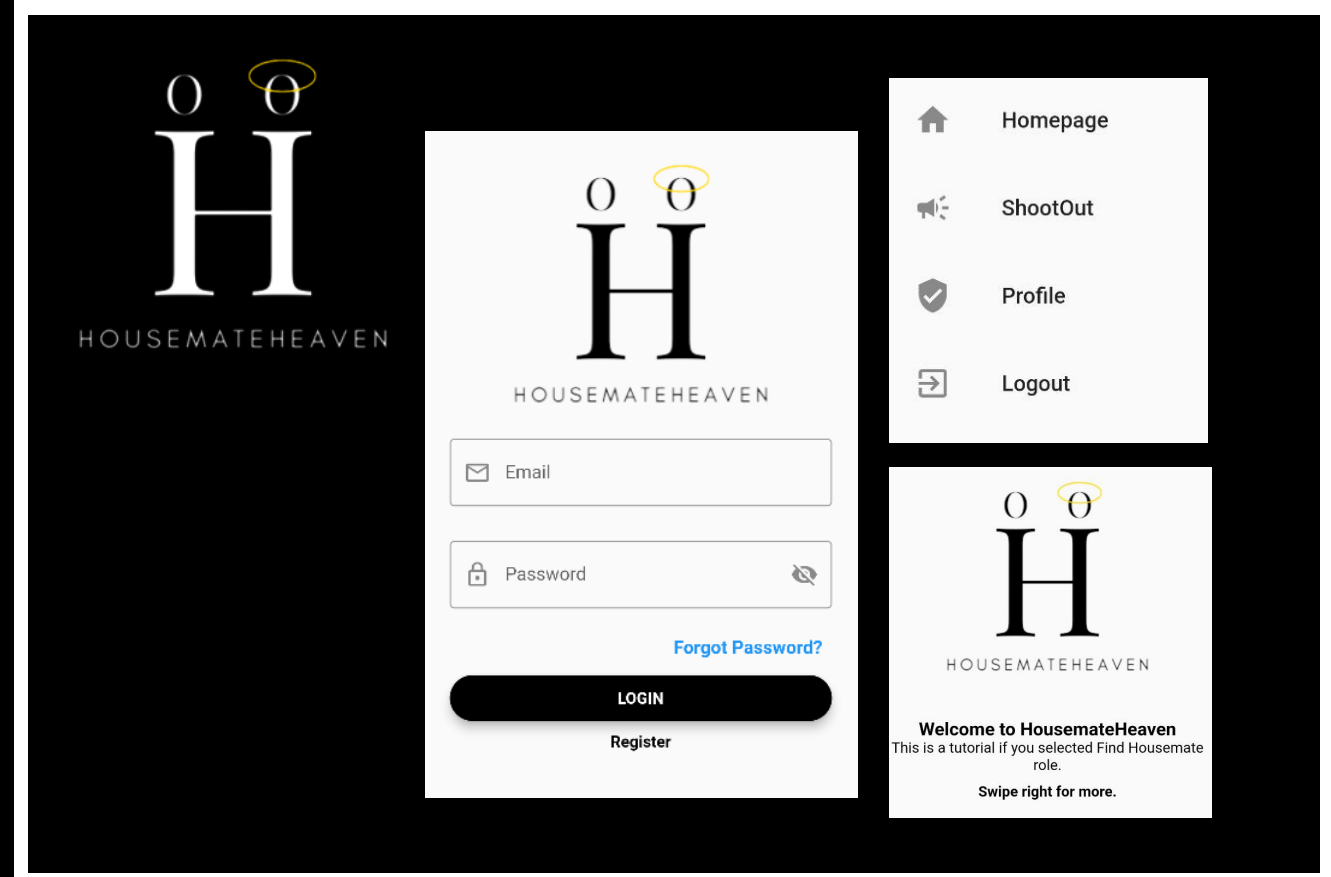 O O
H
HOUSEMATEHEAVEN
O O
H
HOUSEMATEHEAVEN
Email
Password
Forgot Password?
LOGIN
Register
Homepage
ShootOut
Profile
Logout
O O
H
HOUSEMATEHEAVEN
Welcome to HousemateHeaven
This is a tutorial if you selected Find Housemate
role.
Swipe right for more.